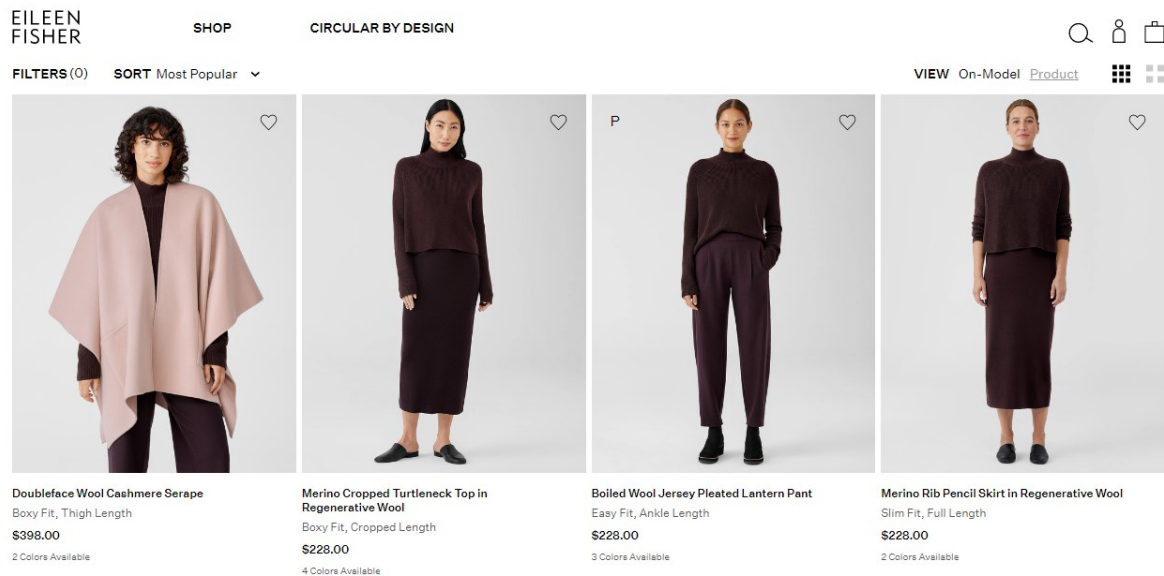 EILEEN
FISHER
SHOP
CIRCULAR BY DESIGN
FILTERS (0) SORT Most Popular
VIEW On-Model Product
P
Doubleface Wool Cashmere Serape
Boxy Fit, Thigh Length
$398.00
2 Colors Available
Merino Cropped Turtleneck Top in
Regenerative Wool
Boxy Fit, Cropped Length
$228.00
4 Colors Available
Boiled Wool Jersey Pleated Lantern Pant
Easy Fit, Ankle Length
$228.00
3 Colors Available
Merino Rib Pencil Skirt in Regenerative Wool
Slim Fit, Full Length
$228.00
2 Colors Available